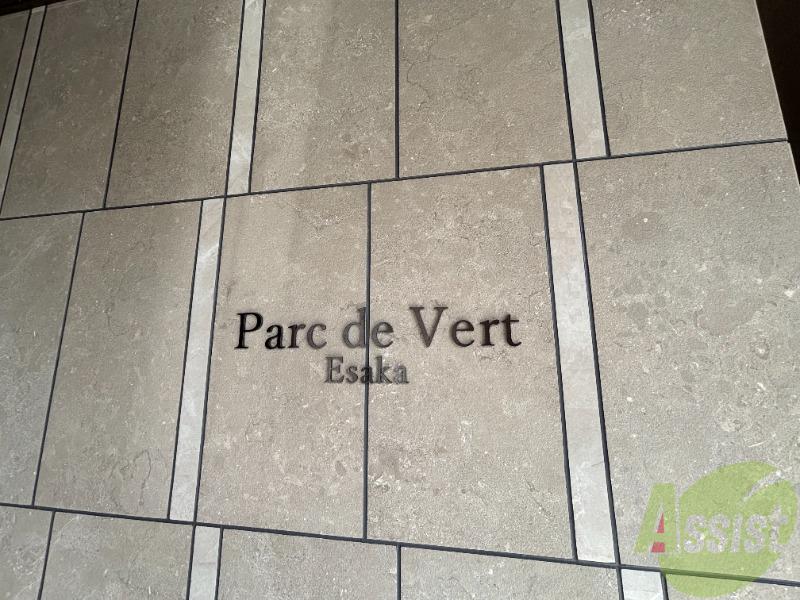 Parc de Vert
Esaka
Assist